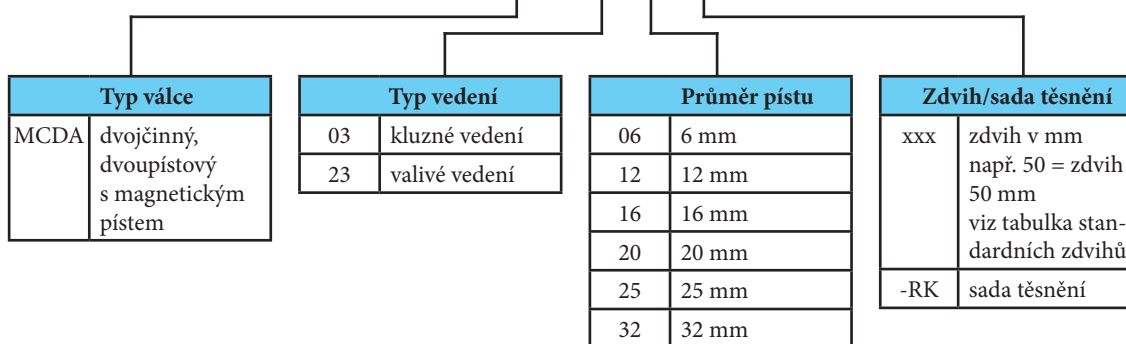 Typ válce
MCDA dvojčinný,
dvoupístový
s magnetickým
pístem
Typ vedení
03 kluzné vedení
23 valivé vedení
Průměr pístu
06 6 mm
12 12 mm
16 16 mm
20 20 mm
25 25 mm
32 32 mm
Zdvih/sada těsnění
xxx zdvih v mm
např. 50 = zdvih
50 mm
viz tabulka stan-
dardních zdvihů
-RK sada těsnění